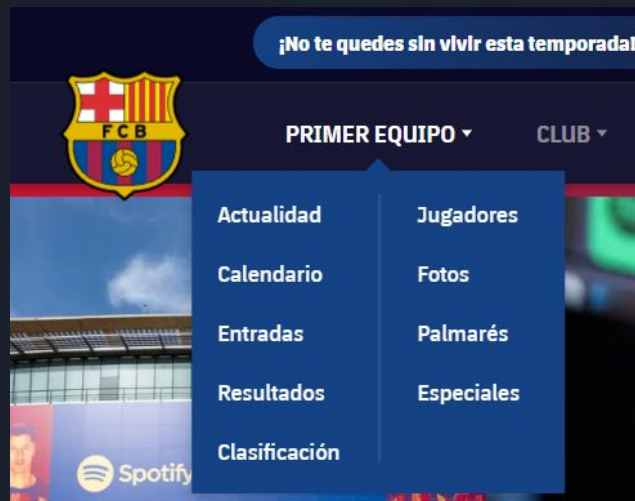 ¡No te quedes sin vivir esta temporada!
FCB
PRIMER EQUIPO
CLUB
Actualidad
Calendario
Entradas
Resultados
Clasificación
Jugadores
Fotos
Palmarés
Especiales
Spotify